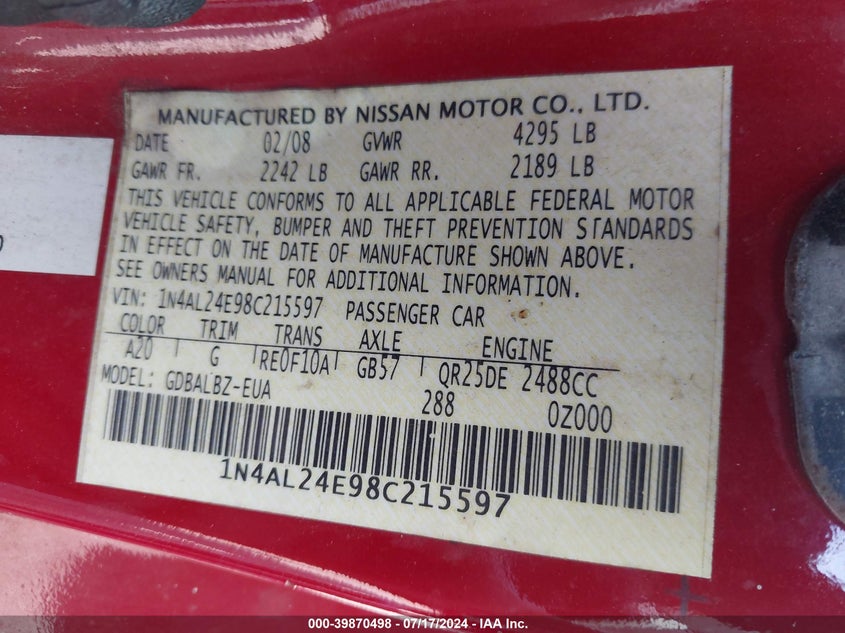 MANUFACTURED BY NISSAN MOTOR CO., LTD.
DATE 02/08 GVWR 4295 LB
GAWR FR. 2242 LB GAWR RR. 2189 LB
THIS VEHICLE CONFORMS TO ALL APPLICABLE FEDERAL MOTOR
VEHICLE SAFETY, BUMPER AND THEFT PREVENTION STANDARDS
IN EFFECT ON THE DATE OF MANUFACTURE SHOWN ABOVE.
SEE OWNERS MANUAL FOR ADDITIONAL INFORMATION.
VIN: 1N4AL24E98C215597 PASSENGER CAR
COLOR TRIM TRANS AXLE ENGINE
A20 G RE0F10A GB57 QR25DE 2488CC
MODEL: GDBALBZ-EUA 288 0Z000
1N4AL24E98C215597
000-39870498 - 07/17/2024 - IAA Inc.